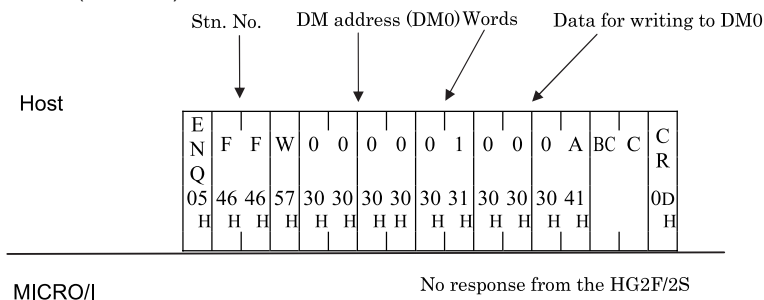 Stn. No. DM address (DM0) Words Data for writing to DM0
Host
E N Q F F W 0 0 0 0 0 1 0 0 0 A BC C C R
05 46 46 57 30 30 30 30 30 31 30 30 30 41 0D
H H H H H H H H H H H
MICRO/I No response from the HG2F/2S